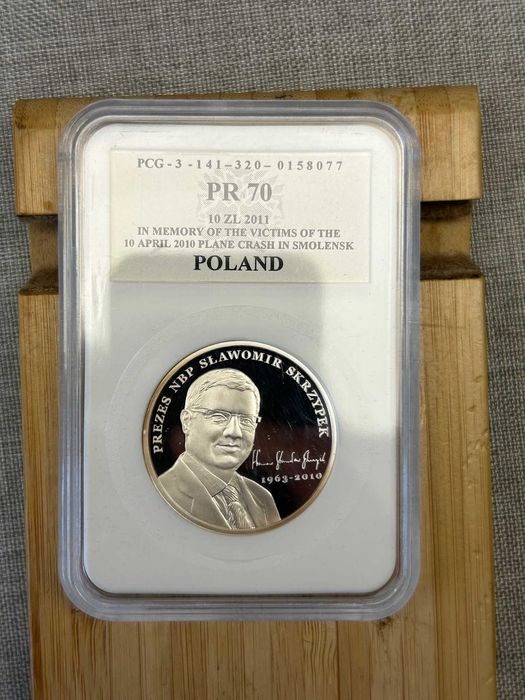 PCG - 3 - 141 - 320 - 0158077
PR 70
10 ZL 2011
IN MEMORY OF THE VICTIMS OF THE
10 APRIL 2010 PLANE CRASH IN SMOLENSK
POLAND
PREZES NBP SŁAWOMIR SKRZYPEK
1963-2010